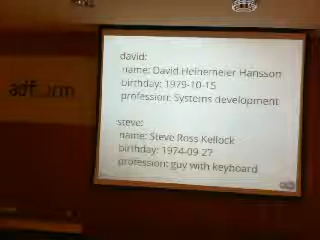 david:
name: David Heinemeier Hansson
birthday: 1979-10-15
profession: Systems development
steve:
name: Steve Ross Kellock
birthday: 1974-09-27
profession: guy with keyboard
adform